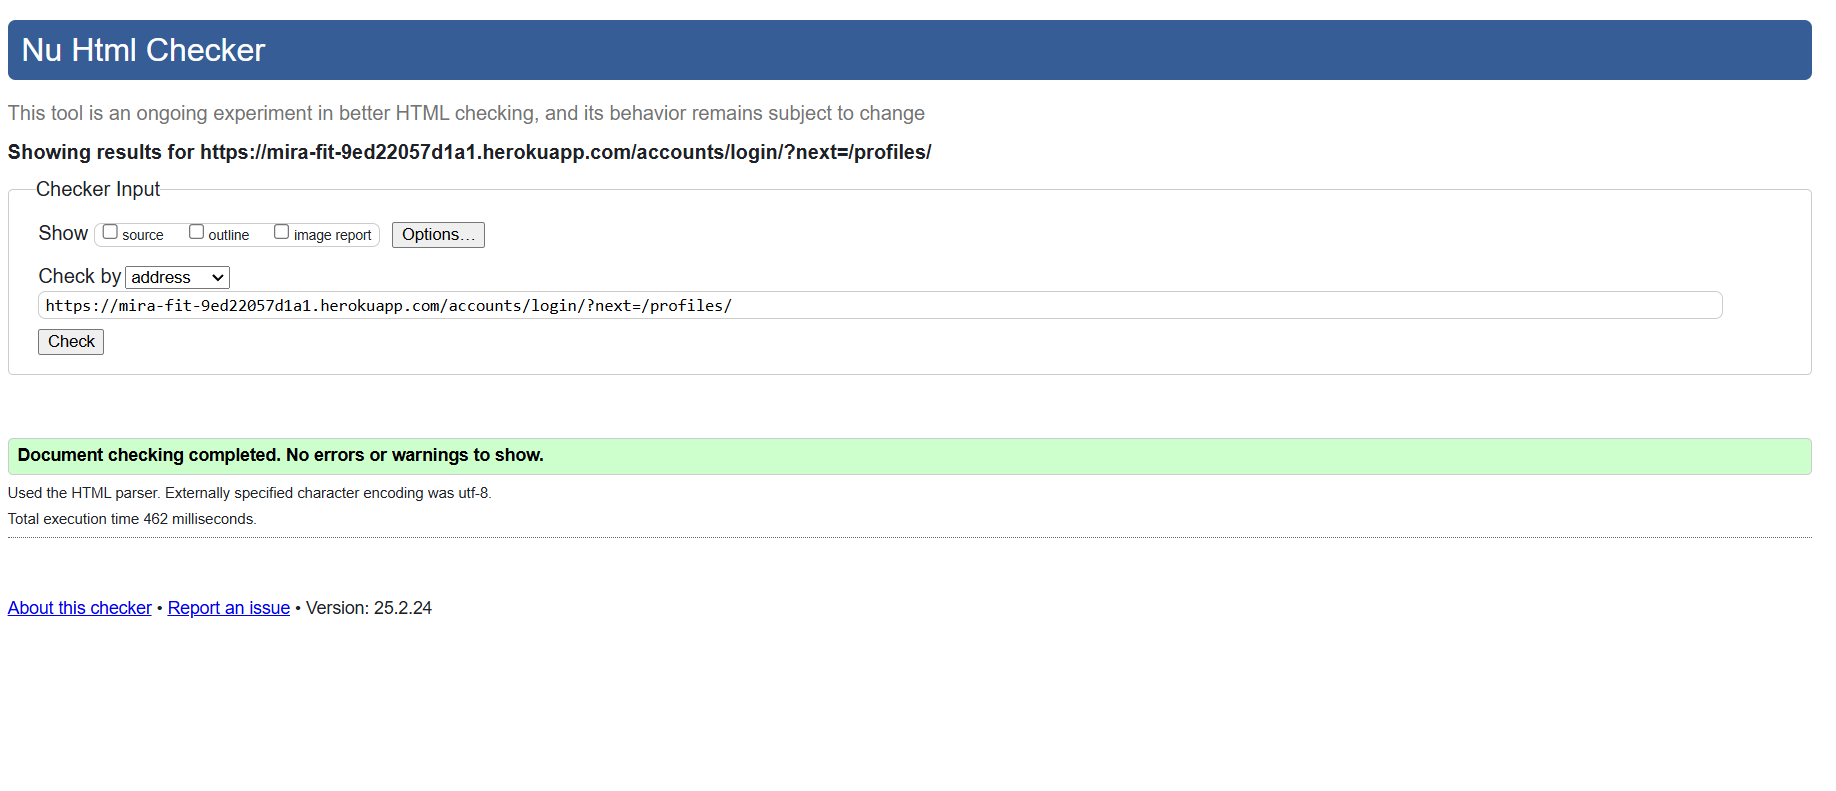 Nu Html Checker
This tool is an ongoing experiment in better HTML checking, and its behavior remains subject to change
Showing results for https://mira-fit-9ed22057d1a1.herokuapp.com/accounts/login/?next=/profiles/
Checker Input
Show source outline image report Options...
Check by address
https://mira-fit-9ed22057d1a1.herokuapp.com/accounts/login/?next=/profiles/
Check
Document checking completed. No errors or warnings to show.
Used the HTML parser. Externally specified character encoding was utf-8.
Total execution time 462 milliseconds.
About this checker • Report an issue • Version: 25.2.24